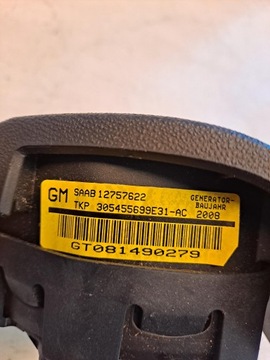 GM SAAB 12757622 GENERATOR-
TKP 305455699E31-AC BAUJAHR
2008
GT081490279